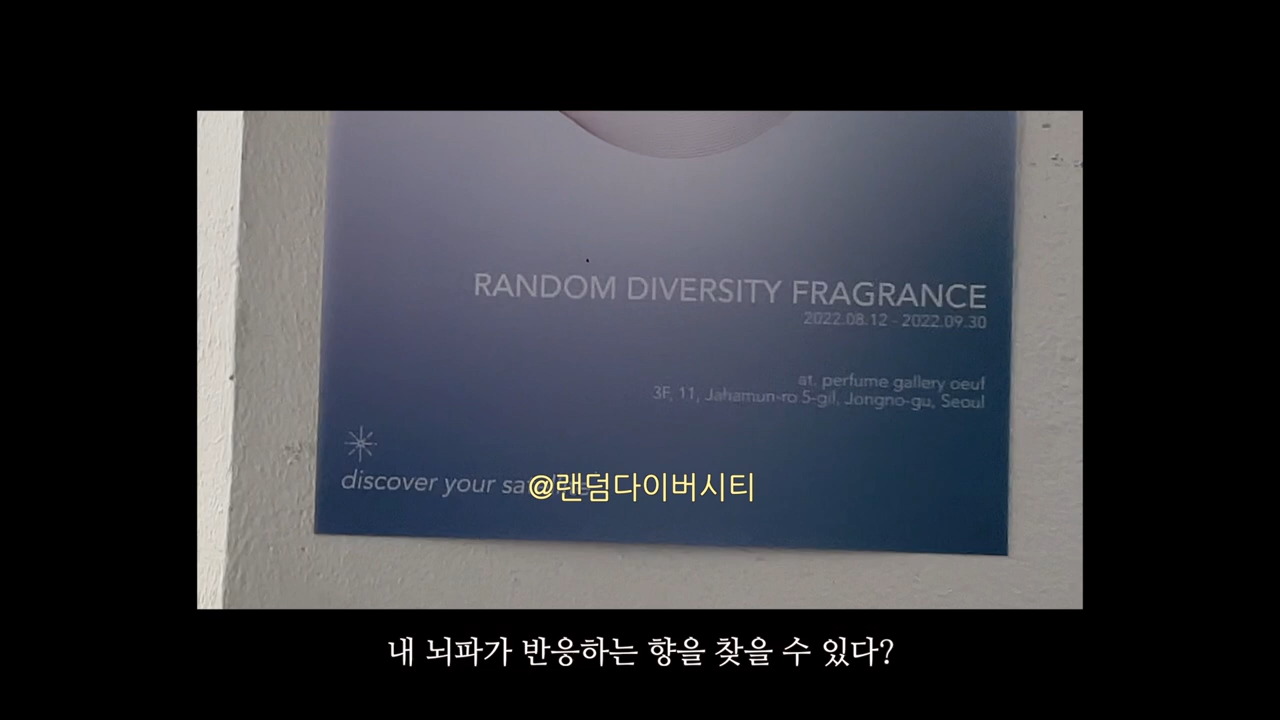 RANDOM DIVERSITY FRAGRANCE
2022.08.12 - 2022.09.30
at. perfume gallery oeuf
3F, 11, Jahamun-ro 5-gil, Jongno-gu, Seoul
discover your
@랜덤다이버시티
내 뇌파가 반응하는 향을 찾을 수 있다?